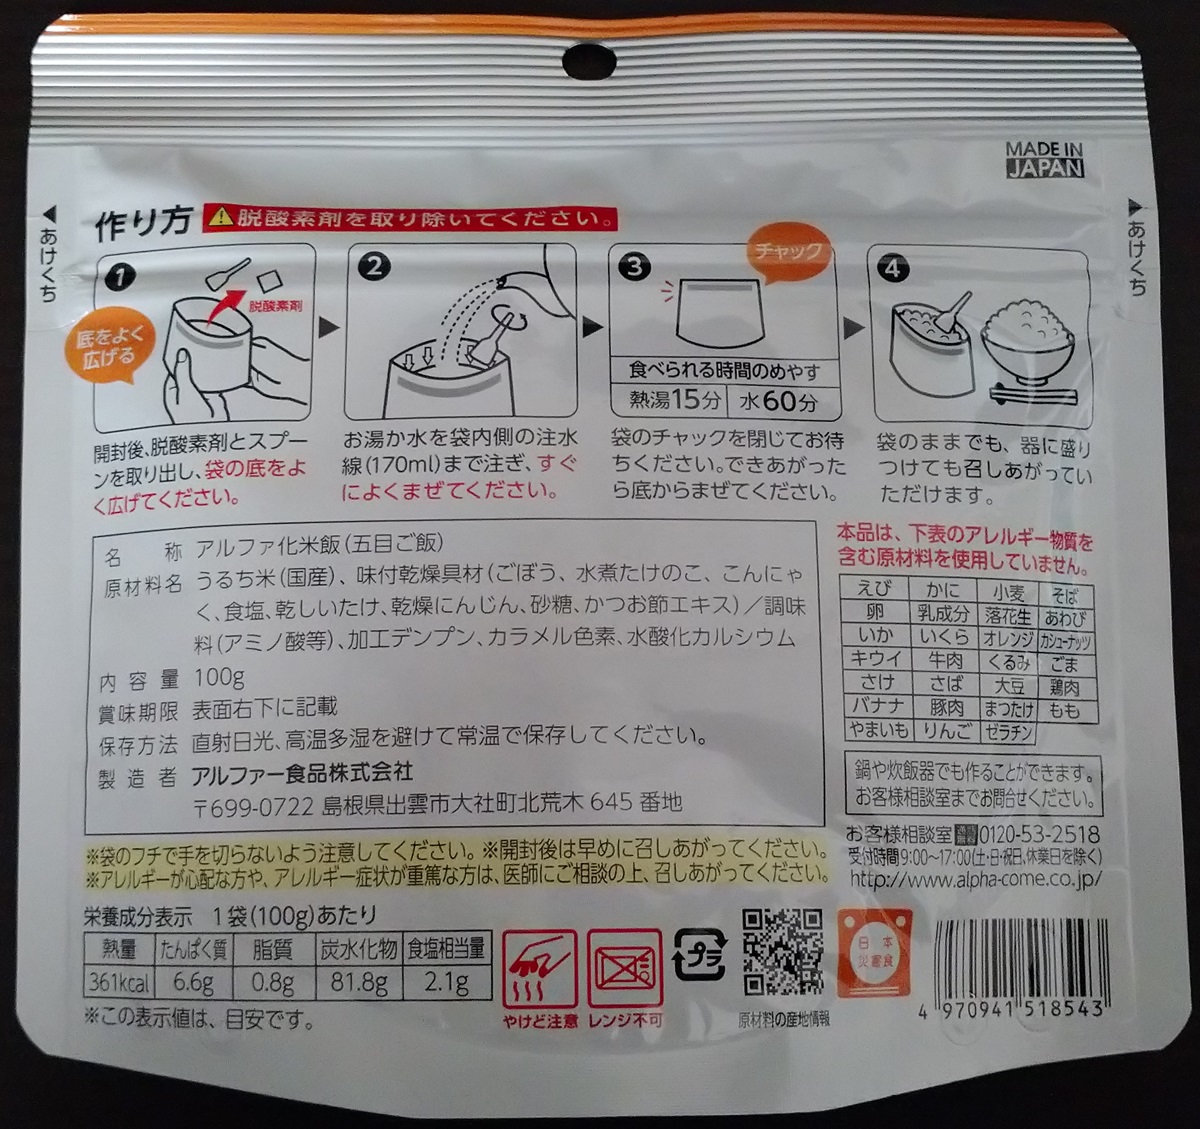 MADE IN
JAPAN
◀あけくち
▶あけくち
作り方 ⚠脱酸素剤を取り除いてください。
1
脱酸素剤
底をよく
広げる
開封後、脱酸素剤とスプー
ンを取り出し、袋の底をよ
く広げてください。
2
お湯か水を袋内側の注水
線(170ml)まで注ぎ、すぐ
によくまぜてください。
3
チャック
食べられる時間のめやす
熱湯15分 水60分
袋のチャックを閉じてお待
ちください。できあがった
ら底からまぜてください。
4
袋のままでも、器に盛り
つけても召しあがってい
ただけます。
名称 アルファ化米飯(五目ご飯)
原材料名 うるち米(国産)、味付乾燥具材(ごぼう、水煮たけのこ、こんにゃ
く、食塩、乾しいたけ、乾燥にんじん、砂糖、かつお節エキス)/調味
料(アミノ酸等)、加工デンプン、カラメル色素、水酸化カルシウム
内容量 100g
賞味期限 表面右下に記載
保存方法 直射日光、高温多湿を避けて常温で保存してください。
製造者 アルファー食品株式会社
〒699-0722 島根県出雲市大社町北荒木645番地
本品は、下表のアレルギー物質を
含む原材料を使用していません。
えび かに 小麦 そば
卵 乳成分 落花生 あわび
いか いくら オレンジ カシューナッツ
キウイ 牛肉 くるみ ごま
さけ さば 大豆 鶏肉
バナナ 豚肉 まつたけ もも
やまいも りんご ゼラチン
鍋や炊飯器でも作ることができます。
お客様相談室までお問合せください。
お客様相談室 0120-53-2518
受付時間9:00~17:00(土・日・祝日、休業日を除く)
http://www.alpha-come.co.jp/
※袋のフチで手を切らないよう注意してください。※開封後は早めに召しあがってください。
※アレルギーが心配な方や、アレルギー症状が重篤な方は、医師にご相談の上、召しあがってください。
栄養成分表示 1袋(100g)あたり
熱量 たんぱく質 脂質 炭水化物 食塩相当量
361kcal 6.6g 0.8g 81.8g 2.1g
※この表示値は、目安です。
やけど注意
レンジ不可
プラ
原材料の産地情報
日本
災害食
4 970941 518543